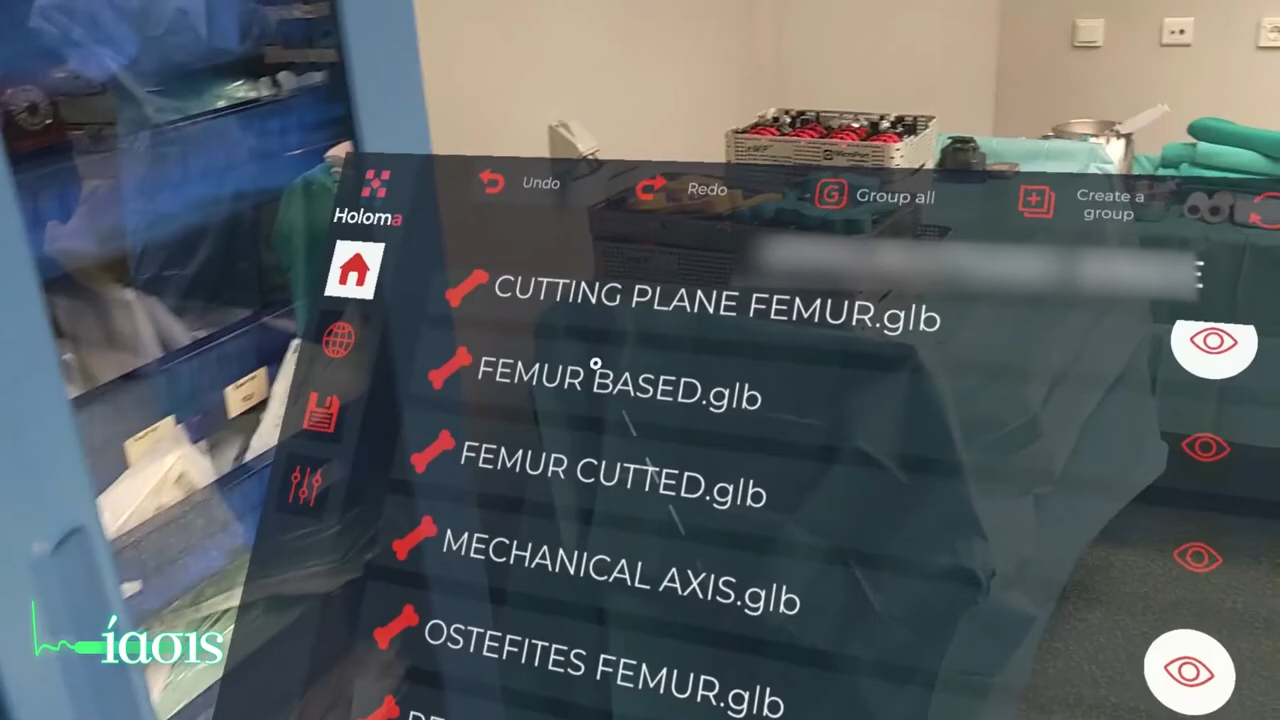 Undo
Redo
G
Group all
Create a
group
Holoma
CUTTING PLANE FEMUR.glb
FEMUR BASED.glb
FEMUR CUTTED.glb
MECHANICAL AXIS.glb
OSTEFITES FEMUR.glb
ίασις